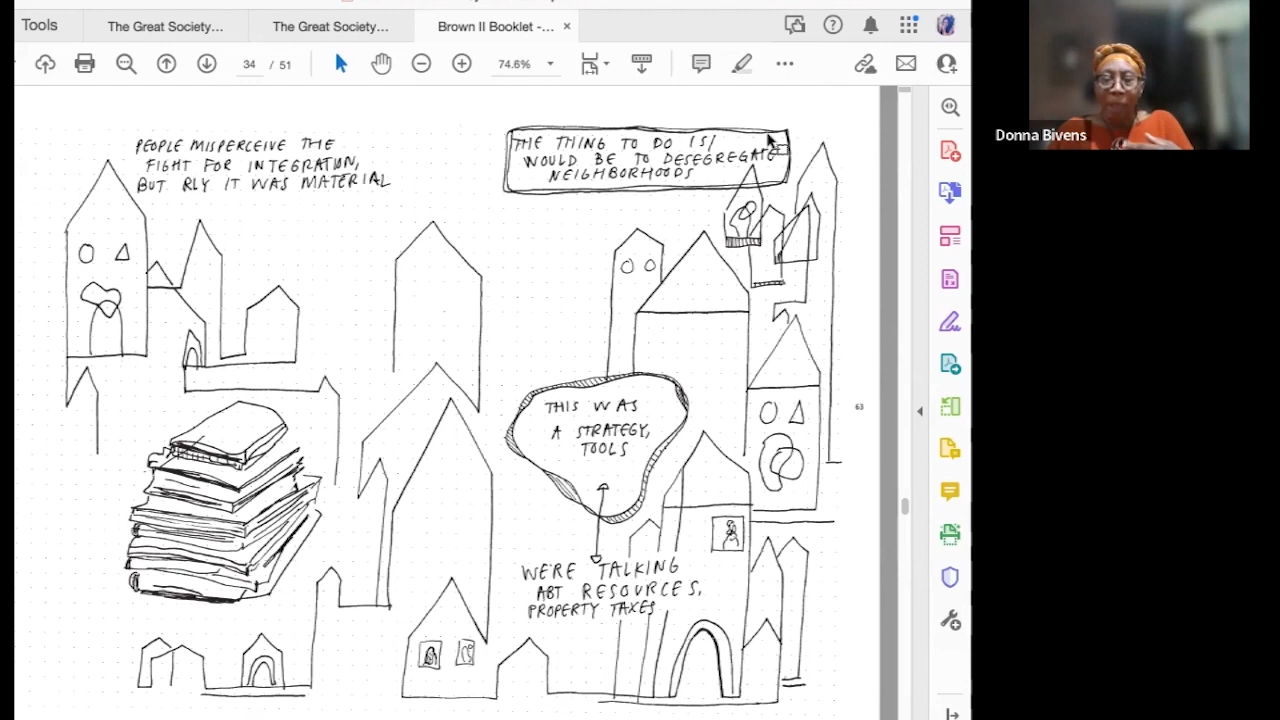 Tools
The Great Society...
The Great Society...
Brown II Booklet -... ×
34 / 51
74.6%
PEOPLE MISPERCEIVE THE
FIGHT FOR INTEGRATION,
BUT RLY IT WAS MATERIAL
THE THING TO DO IS/
WOULD BE TO DESEGREGATE
NEIGHBORHOODS
THIS WAS
A STRATEGY,
TOOLS
WE'RE TALKING
ABT RESOURCES,
PROPERTY TAXES
63
Donna Bivens